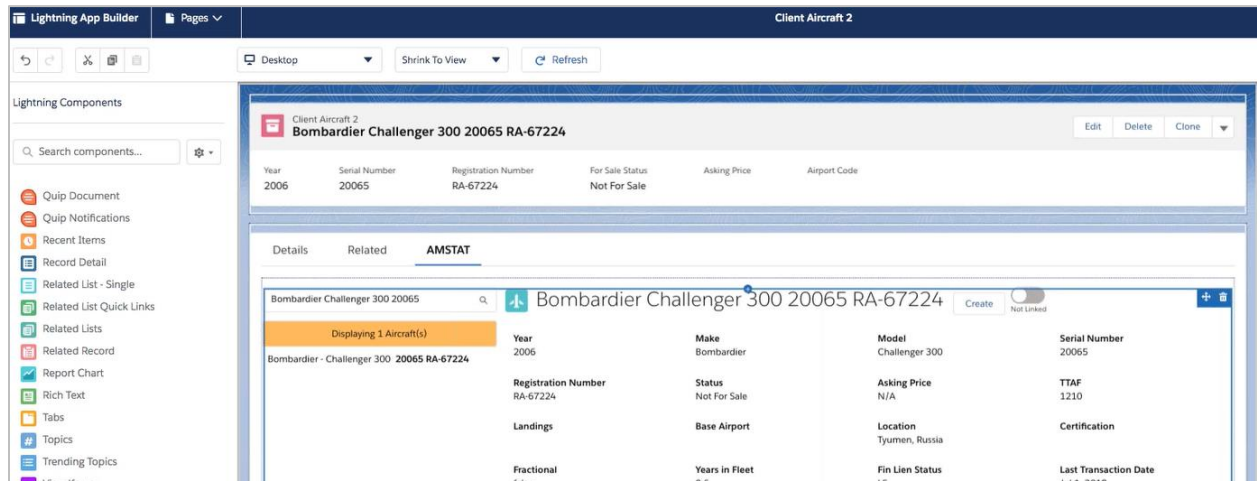 Lightning App Builder Pages Client Aircraft 2
Desktop Shrink To View Refresh
Lightning Components
Search components...
Quip Document
Quip Notifications
Recent Items
Record Detail
Related List - Single
Related List Quick Links
Related Lists
Related Record
Report Chart
Rich Text
Tabs
Topics
Trending Topics
Client Aircraft 2
Bombardier Challenger 300 20065 RA-67224
Edit Delete Clone
Year Serial Number Registration Number For Sale Status Asking Price Airport Code
2006 20065 RA-67224 Not For Sale
Details Related AMSTAT
Bombardier Challenger 300 20065
Displaying 1 Aircraft(s)
Bombardier - Challenger 300 20065 RA-67224
Bombardier Challenger 300 20065 RA-67224 Create Not Linked
Year Make Model Serial Number
2006 Bombardier Challenger 300 20065
Registration Number Status Asking Price TTAF
RA-67224 Not For Sale N/A 1210
Landings Base Airport Location Certification
Tyumen, Russia
Fractional Years in Fleet Fin Lien Status Last Transaction Date